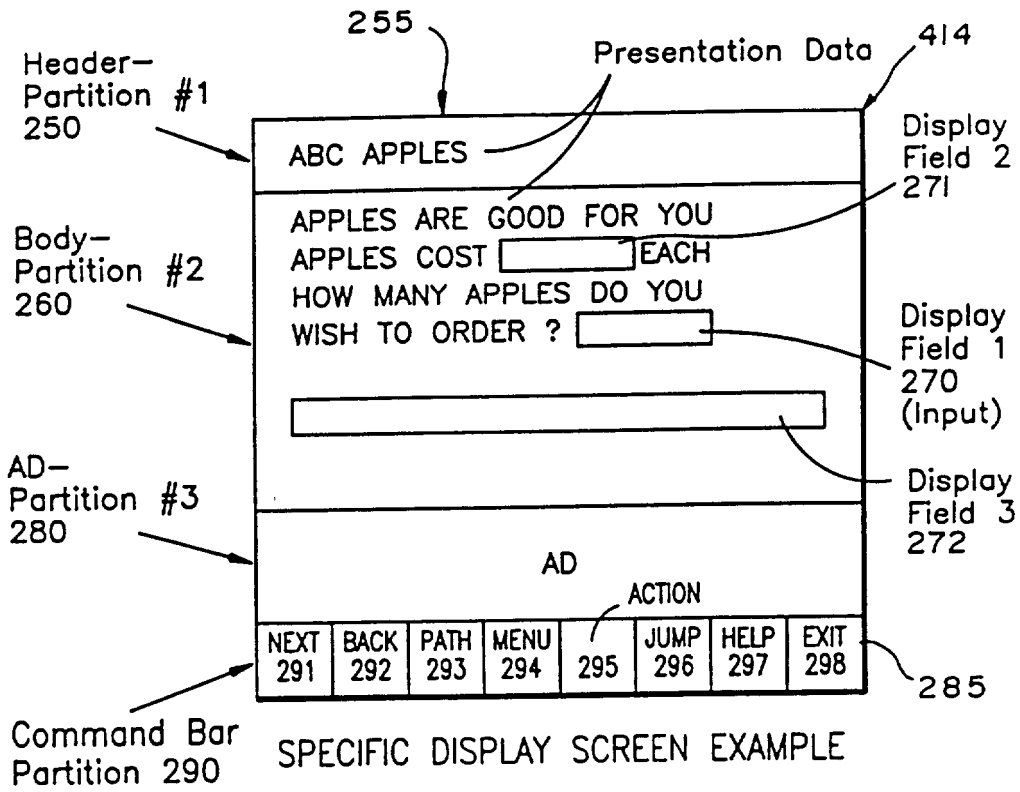 255
Presentation Data
414
Header—
Partition #1
250
ABC APPLES
Display
Field 2
271
Body—
Partition #2
260
APPLES ARE GOOD FOR YOU
APPLES COST EACH
HOW MANY APPLES DO YOU
WISH TO ORDER ?
Display
Field 1
270
(Input)
AD—
Partition #3
280
Display
Field 3
272
AD
ACTION
NEXT 291
BACK 292
PATH 293
MENU 294
295
JUMP 296
HELP 297
EXIT 298
285
Command Bar
Partition 290
SPECIFIC DISPLAY SCREEN EXAMPLE